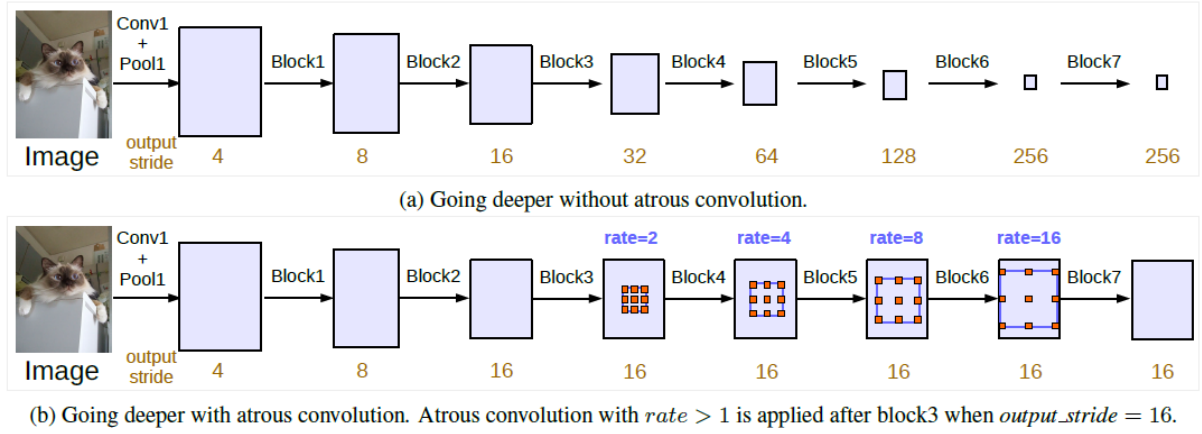 Conv1
+
Pool1
Block1 Block2 Block3 Block4 Block5 Block6 Block7
Image
output
stride
4 8 16 32 64 128 256 256
(a) Going deeper without atrous convolution.
rate=2 rate=4 rate=8 rate=16
Conv1
+
Pool1
Block1 Block2 Block3 Block4 Block5 Block6 Block7
Image
output
stride
4 8 16 16 16 16 16 16
(b) Going deeper with atrous convolution. Atrous convolution with rate > 1 is applied after block3 when output_stride = 16.